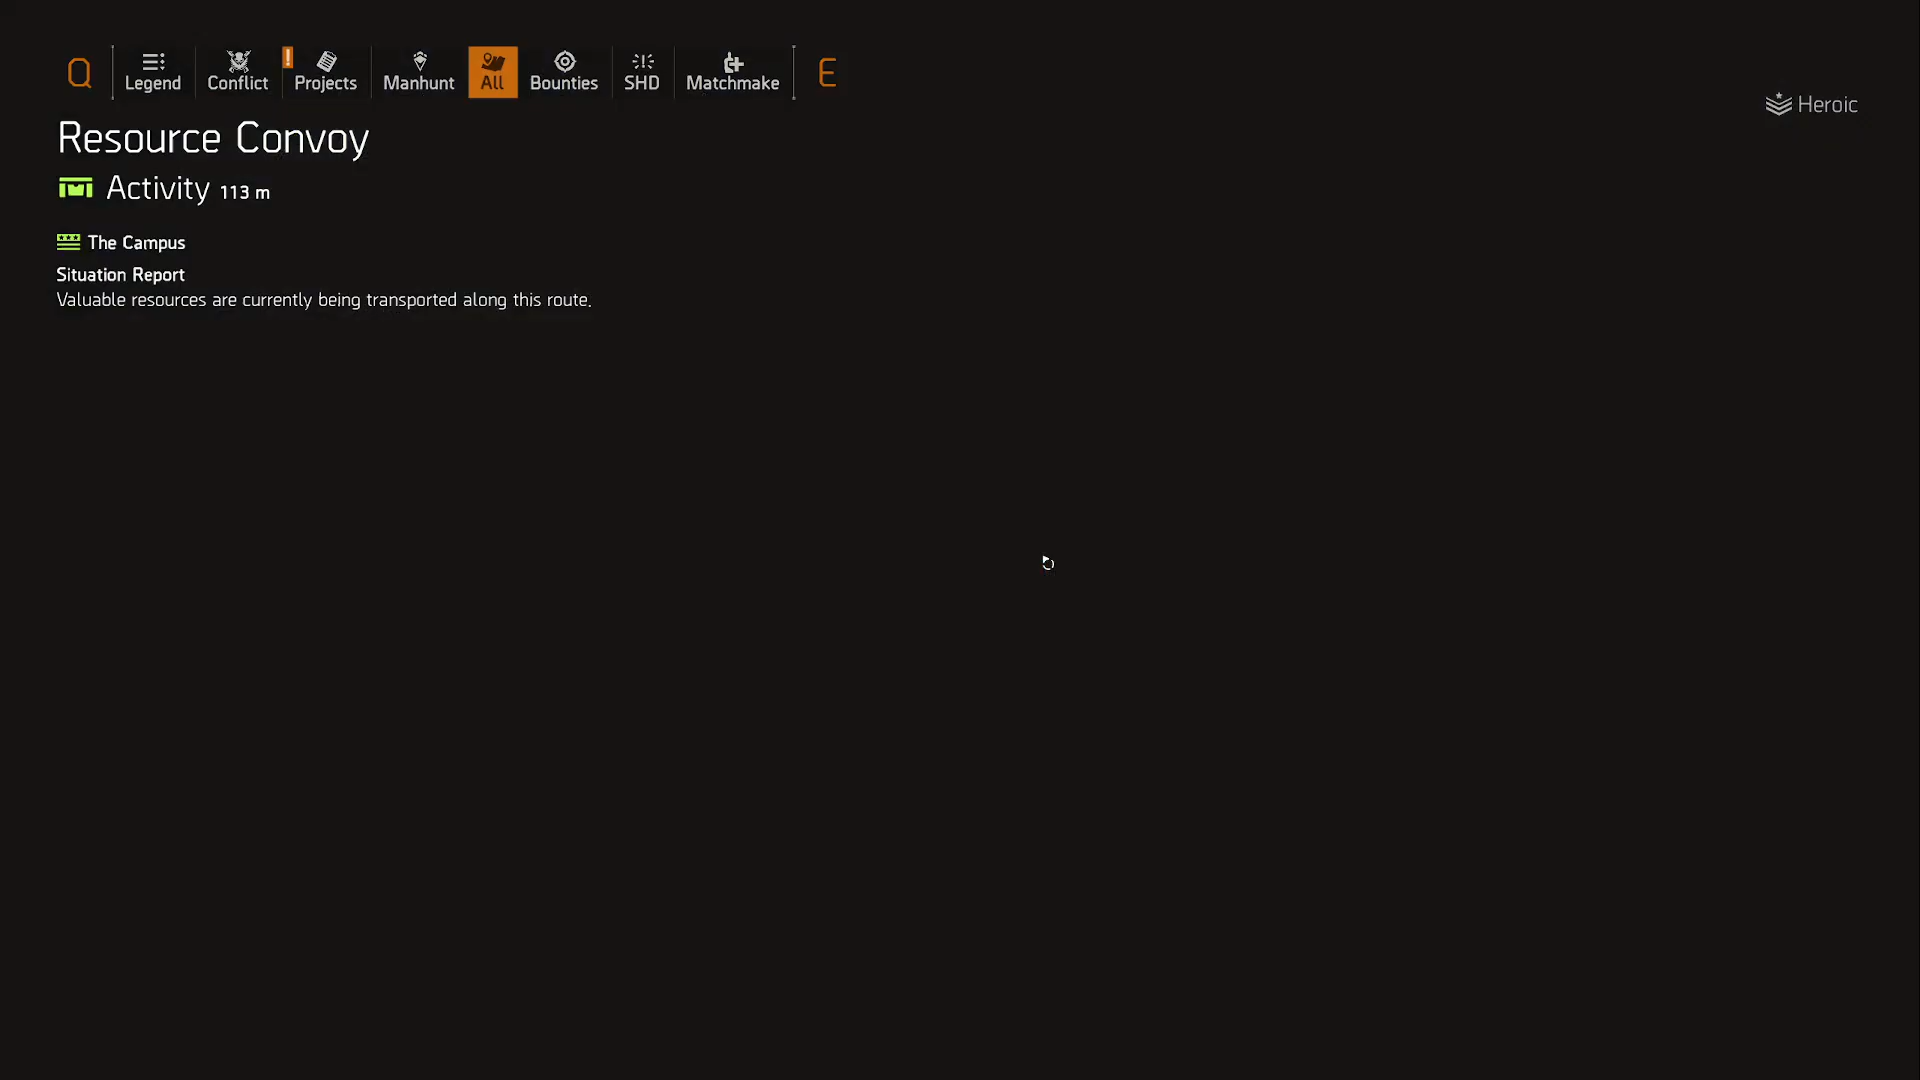 Q Legend Conflict ! Projects Manhunt All Bounties SHD Matchmake E
Heroic
Resource Convoy
Activity 113 m
The Campus
Situation Report
Valuable resources are currently being transported along this route.